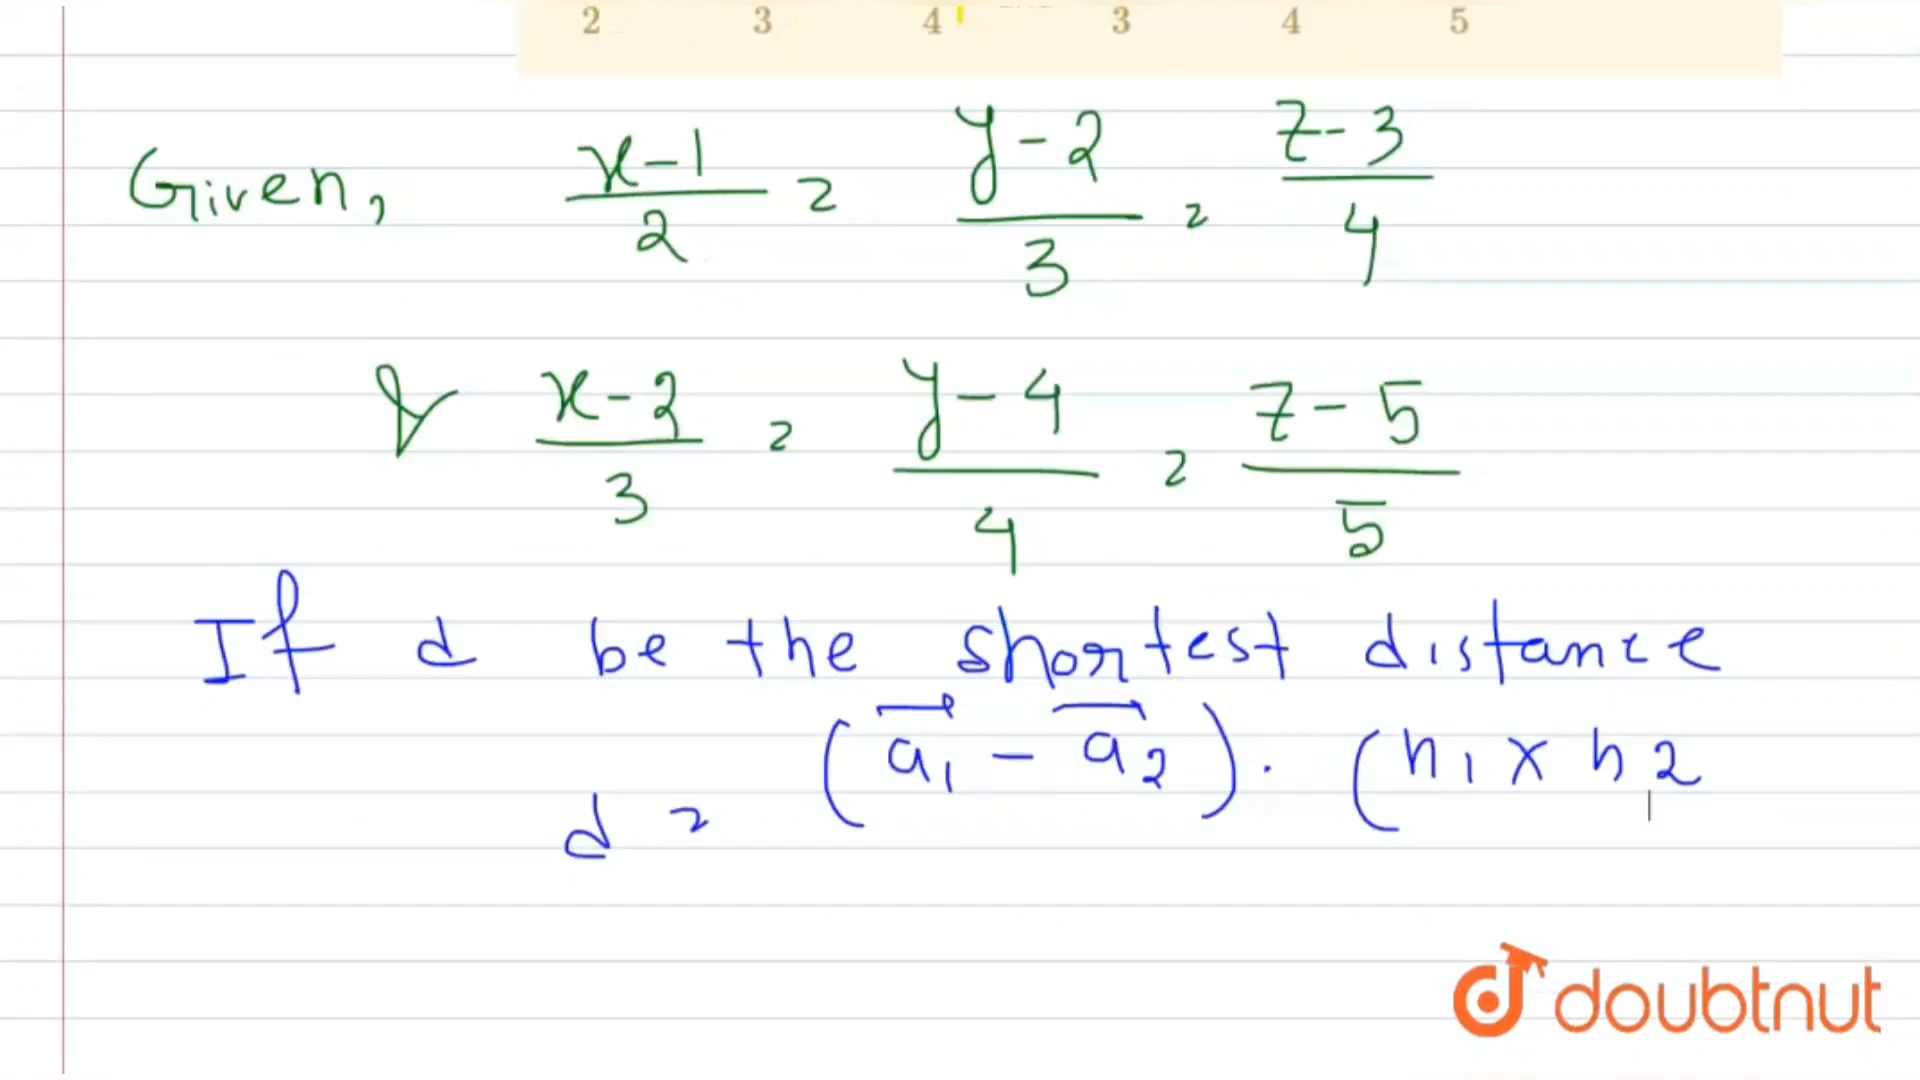 2 3 4 3 4 5
Given, x-1/2 = y-2/3 = z-3/4
& x-2/3 = y-4/4 = z-5/5
If d be the shortest distance
d = (a₁ - a₂) . (n₁ × n₂
doubtnut